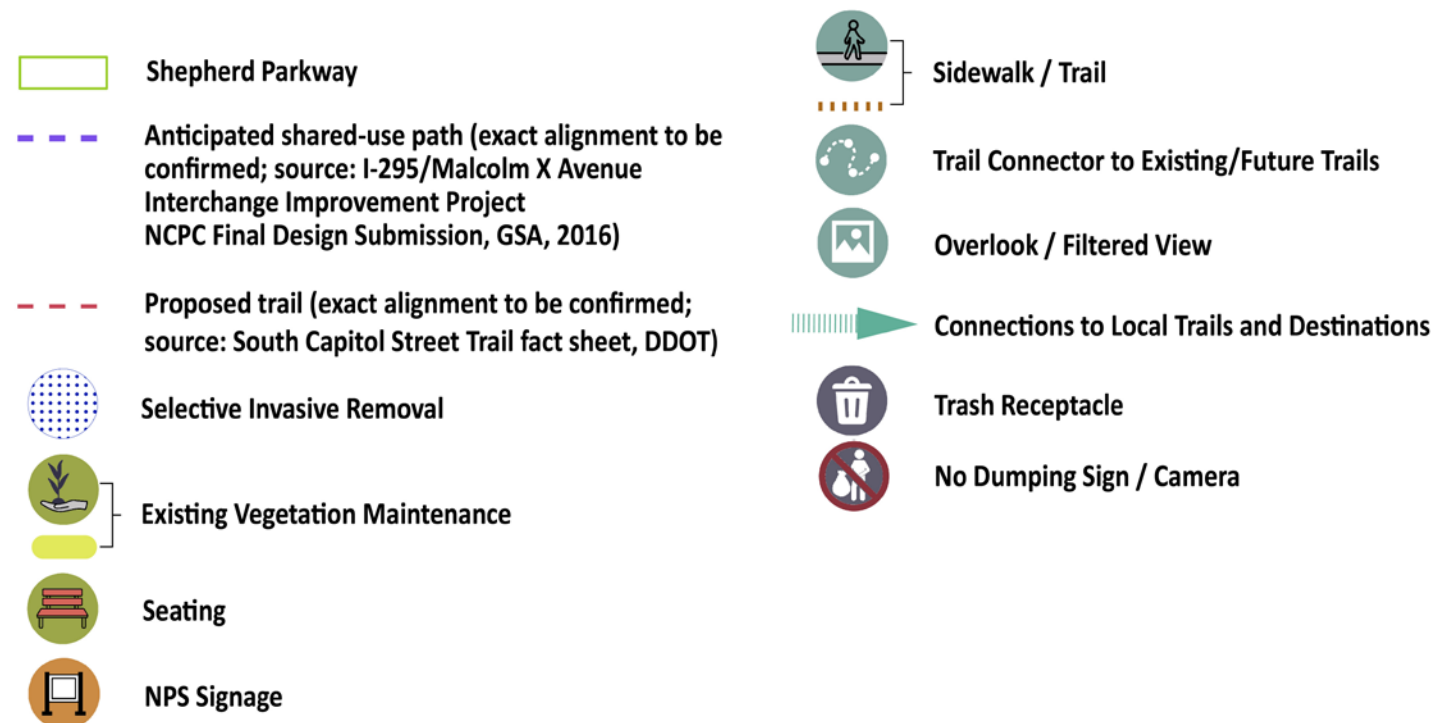 Shepherd Parkway
Anticipated shared-use path (exact alignment to be
confirmed; source: I-295/Malcolm X Avenue
Interchange Improvement Project
NCPC Final Design Submission, GSA, 2016)
Proposed trail (exact alignment to be confirmed;
source: South Capitol Street Trail fact sheet, DDOT)
Selective Invasive Removal
Existing Vegetation Maintenance
Seating
NPS Signage
Sidewalk / Trail
Trail Connector to Existing/Future Trails
Overlook / Filtered View
Connections to Local Trails and Destinations
Trash Receptacle
No Dumping Sign / Camera